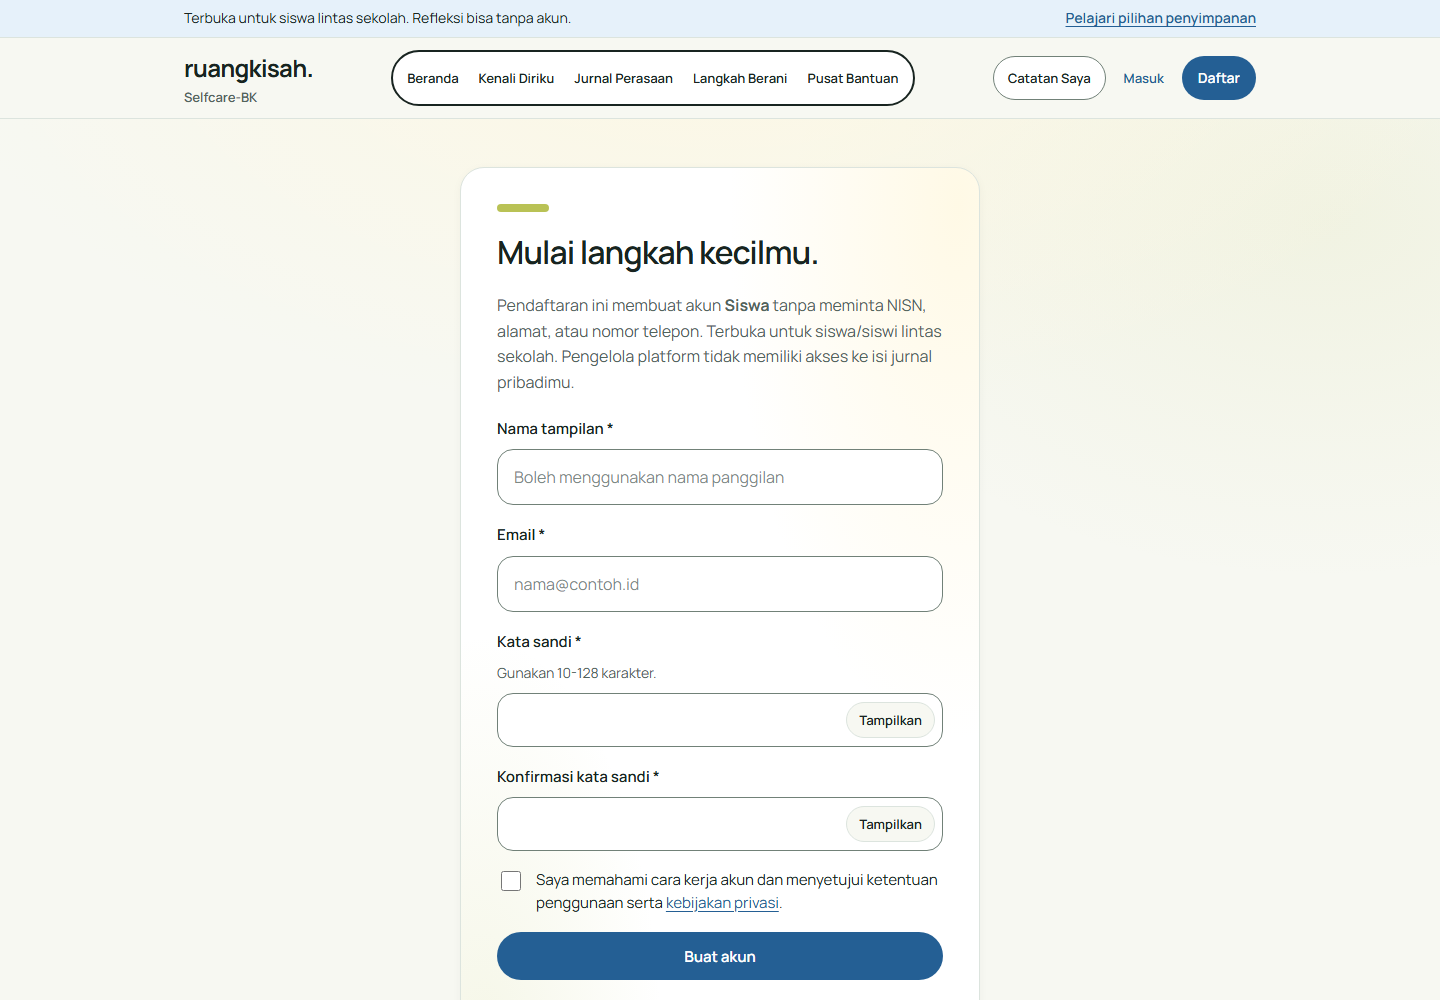 Terbuka untuk siswa lintas sekolah. Refleksi bisa tanpa akun.
Pelajari pilihan penyimpanan
ruangkisah.
Selfcare-BK
Beranda
Kenali Diriku
Jurnal Perasaan
Langkah Berani
Pusat Bantuan
Catatan Saya
Masuk
Daftar
Mulai langkah kecilmu.
Pendaftaran ini membuat akun Siswa tanpa meminta NISN,
alamat, atau nomor telepon. Terbuka untuk siswa/siswi lintas
sekolah. Pengelola platform tidak memiliki akses ke isi jurnal
pribadimu.
Nama tampilan *
Boleh menggunakan nama panggilan
Email *
nama@contoh.id
Kata sandi *
Gunakan 10-128 karakter.
Tampilkan
Konfirmasi kata sandi *
Tampilkan
Saya memahami cara kerja akun dan menyetujui ketentuan
penggunaan serta kebijakan privasi.
Buat akun